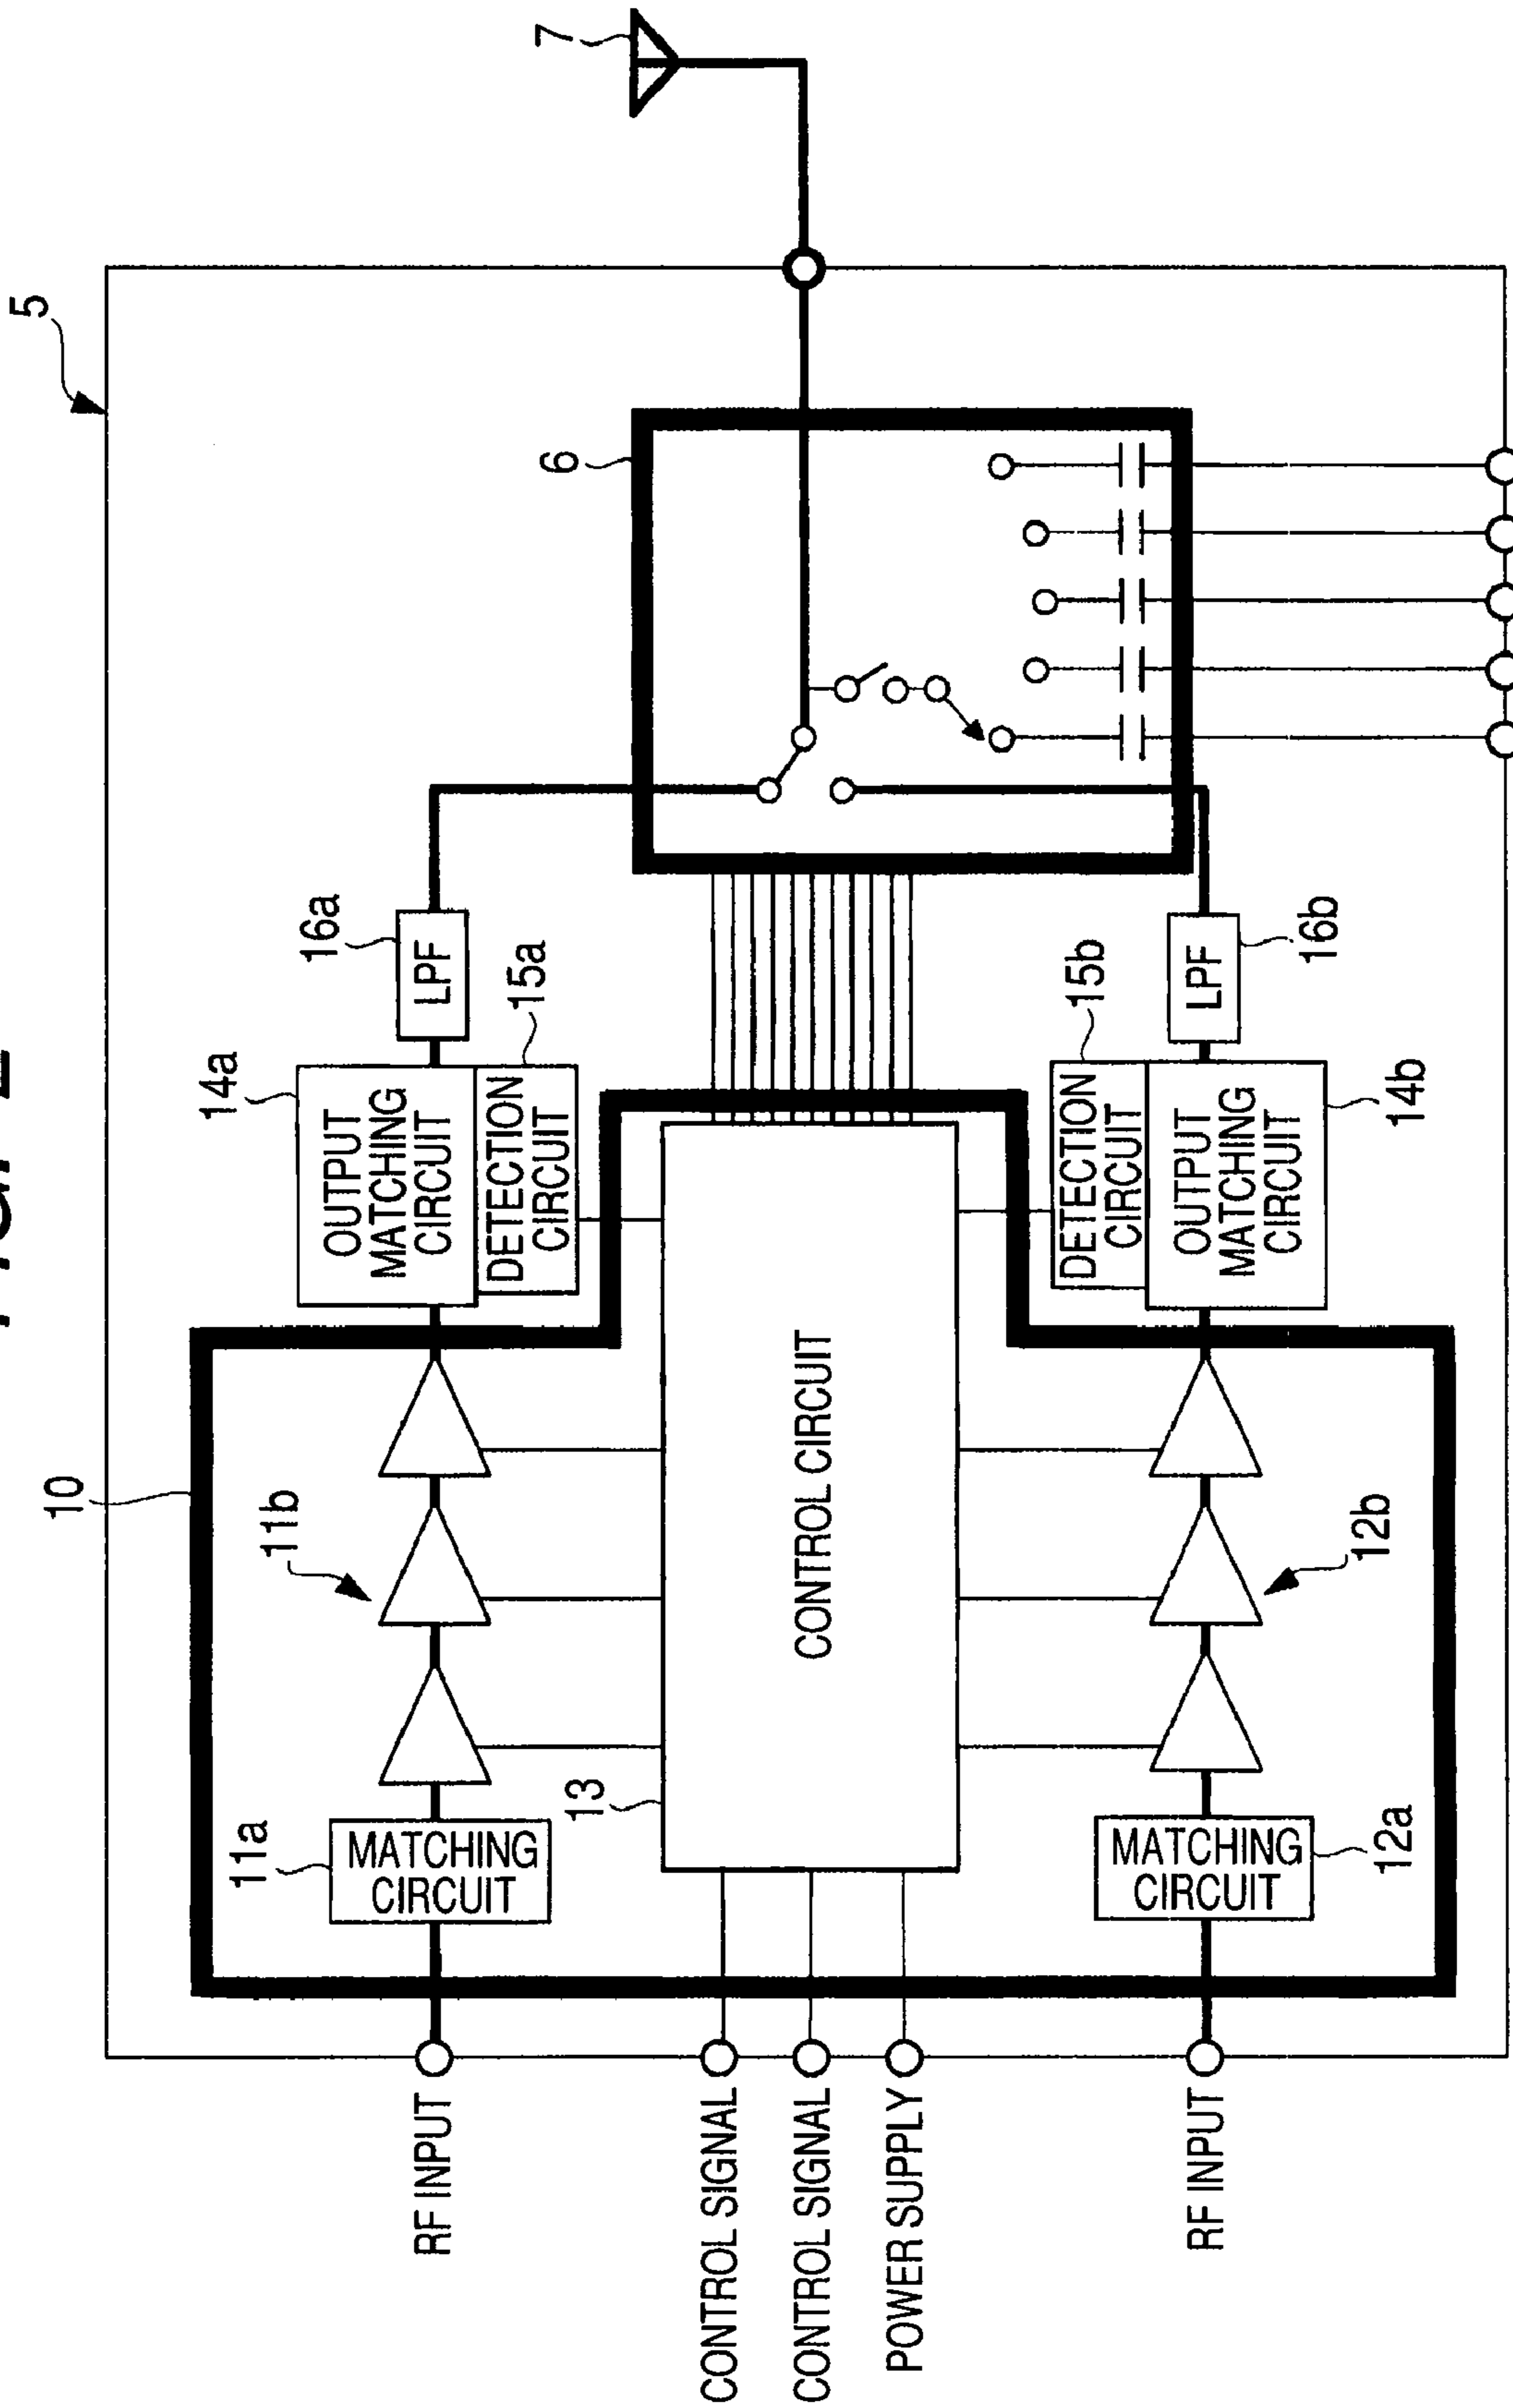 10
5
11a
11b
14a
16a
RF INPUT
MATCHING
CIRCUIT
OUTPUT
MATCHING
CIRCUIT
LPF
DETECTION
CIRCUIT
15a
6
7
13
CONTROL SIGNAL
CONTROL SIGNAL
POWER SUPPLY
CONTROL CIRCUIT
DETECTION
CIRCUIT
15b
RF INPUT
MATCHING
CIRCUIT
OUTPUT
MATCHING
CIRCUIT
LPF
16b
12a
12b
14b